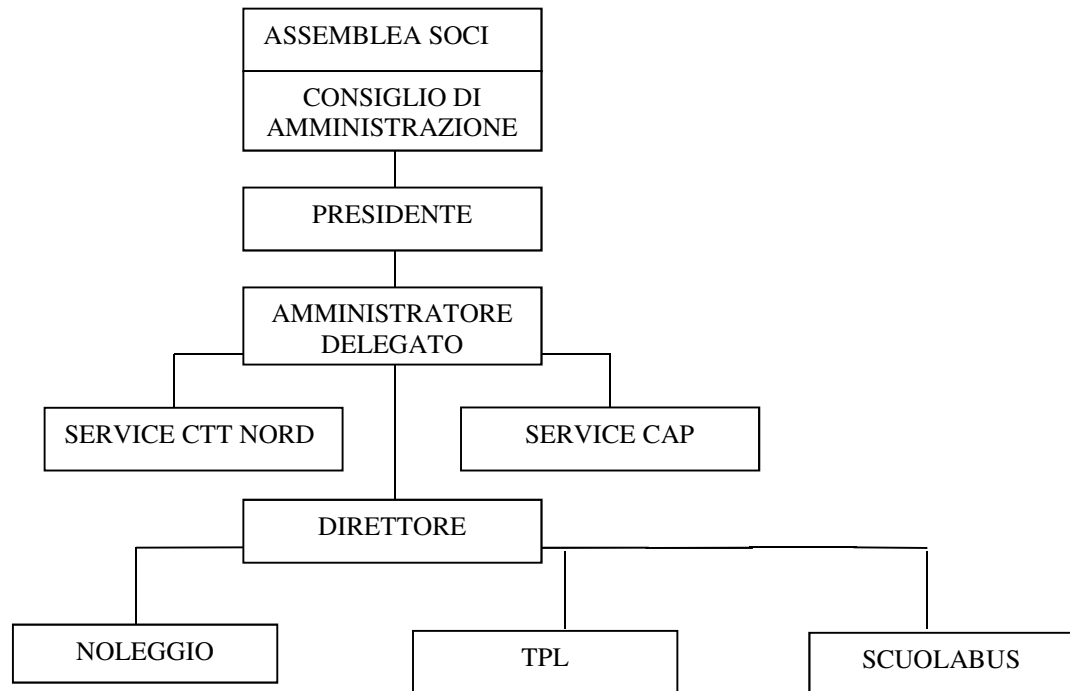 ASSEMBLEA SOCI
CONSIGLIO DI
AMMINISTRAZIONE
PRESIDENTE
AMMINISTRATORE
DELEGATO
SERVICE CTT NORD
SERVICE CAP
DIRETTORE
NOLEGGIO
TPL
SCUOLABUS